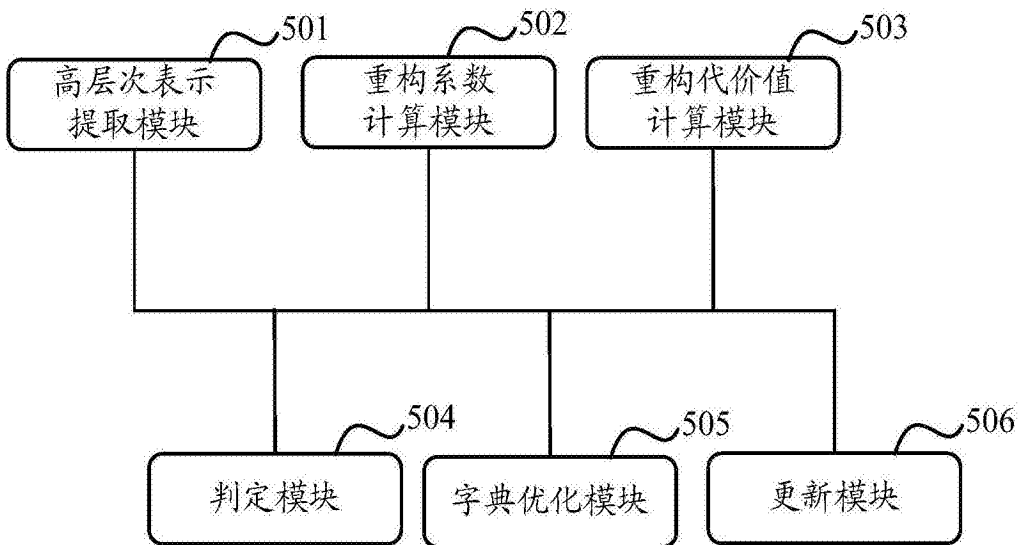 501
高层次表示
提取模块
502
重构系数
计算模块
503
重构代价值
计算模块
504
判定模块
505
字典优化模块
506
更新模块